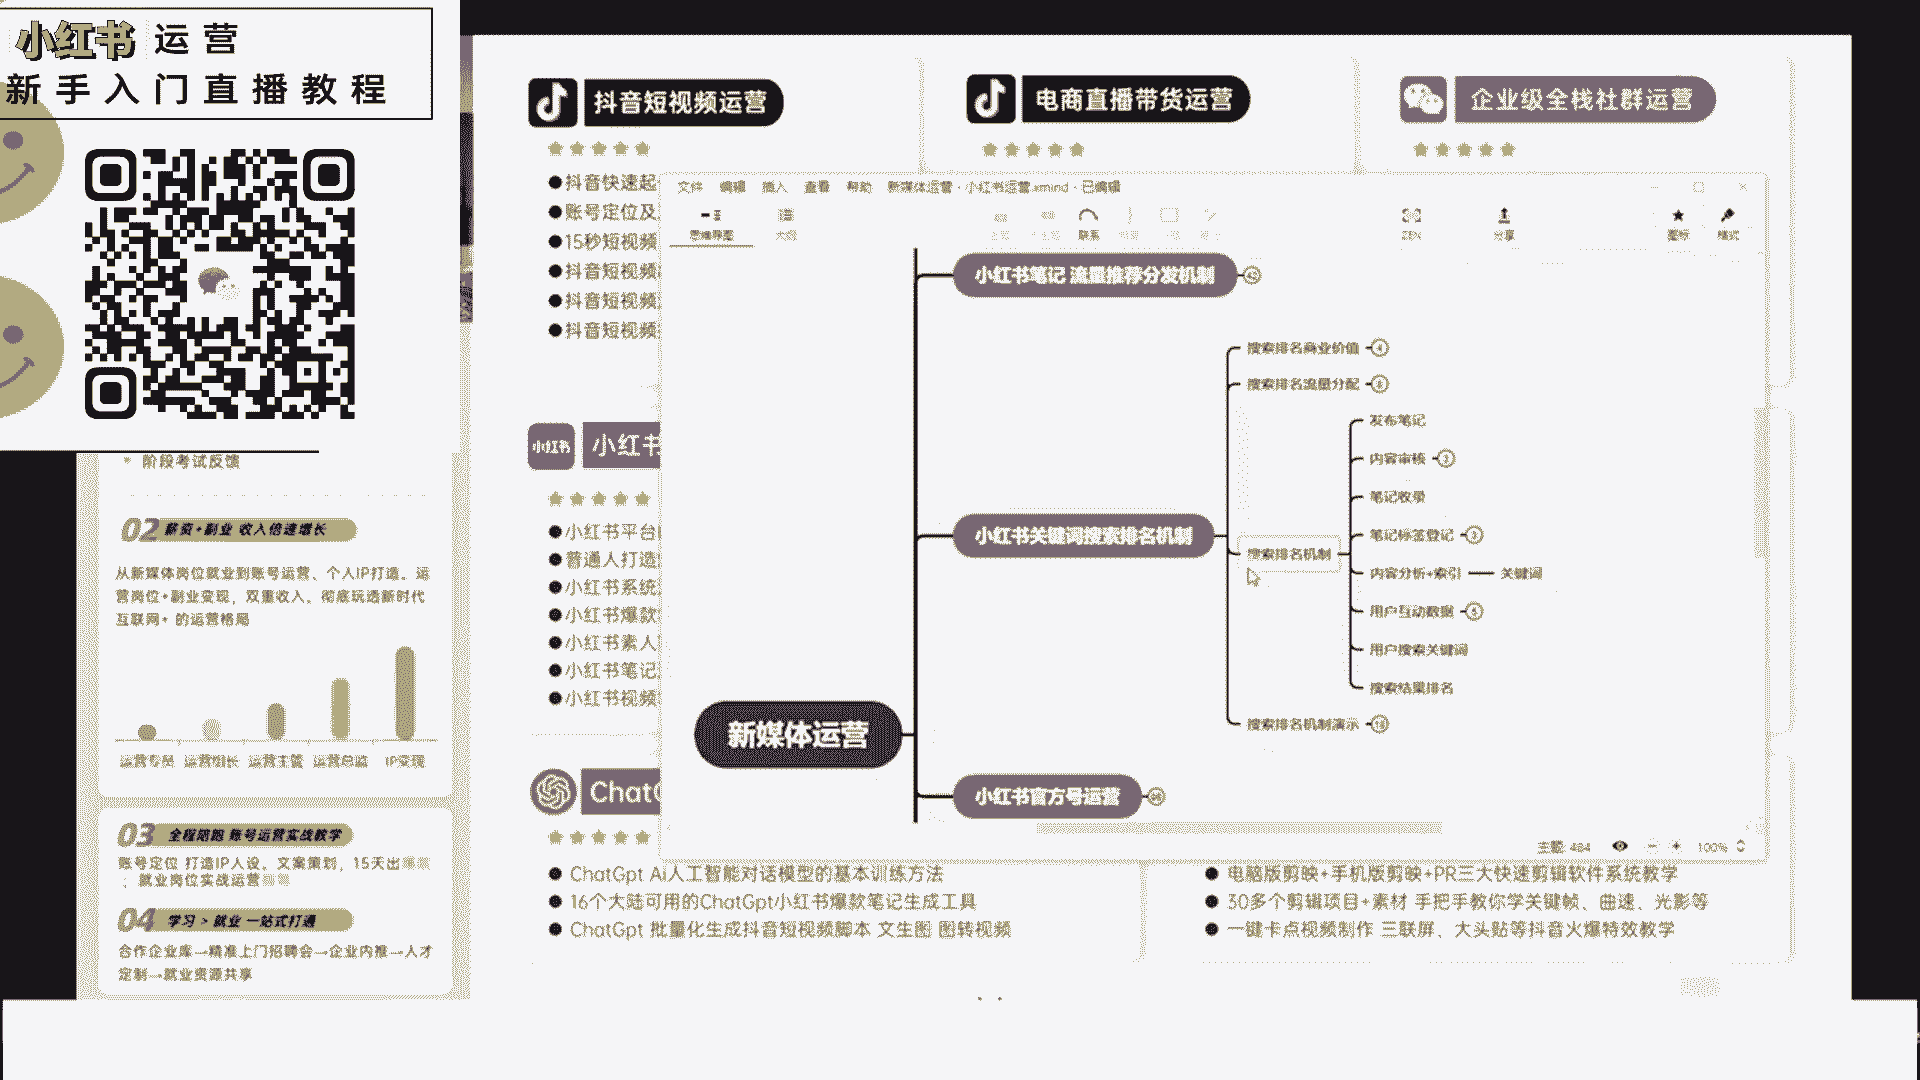 小红书 运营
新手入门直播教程
阶段考试反馈
02 薪资+副业 收入倍速增长
从新媒体岗位就业到账号运营、个人IP打造。运
营岗位+副业变现，双重收入。彻底玩透新时代
互联网+ 的运营格局
运营专员 运营组长 运营主管 运营总监 IP变现
03 全程陪跑 账号运营实战教学
账号定位 打造IP人设、文案策划，15天出
就业岗位实战运营
04 学习 > 就业 一站式打通
合作企业库→精准上门招聘会→企业内推→人才
定制→就业资源共享
抖音短视频运营
抖音快速起
账号定位及
15秒短视频
抖音短视频
抖音短视频
抖音短视频
电商直播带货运营
企业级全栈社群运营
小红书 小红书
小红书平台
普通人打造
小红书系统
小红书爆款
小红书素人
小红书笔记
小红书视频
文件 编辑 插入 查看 帮助 新媒体运营 - 小红书运营.xmind - 已编辑
思维导图 大纲 联系 ZEN 分享 图标 格式
新媒体运营
小红书笔记 流量推荐分发机制
小红书关键词搜索排名机制
搜索排名商业价值 4
搜索排名流量分配
搜索排名机制
发布笔记
内容审核
笔记收录
笔记标签登记
内容分析+索引 关键词
用户互动数据
用户搜索关键词
搜索结果排名
搜索排名机制演示
小红书官方号运营
主题: 484 100%
ChatG
ChatGpt Ai人工智能对话模型的基本训练方法
16个大陆可用的ChatGpt小红书爆款笔记生成工具
ChatGpt 批量化生成抖音短视频脚本 文生图 图转视频
电脑版剪映+手机版剪映+PR三大快速剪辑软件系统教学
30多个剪辑项目+素材 手把手教你学关键帧、曲速、光影等
一键卡点视频制作 三联屏、大头贴等抖音火爆特效教学